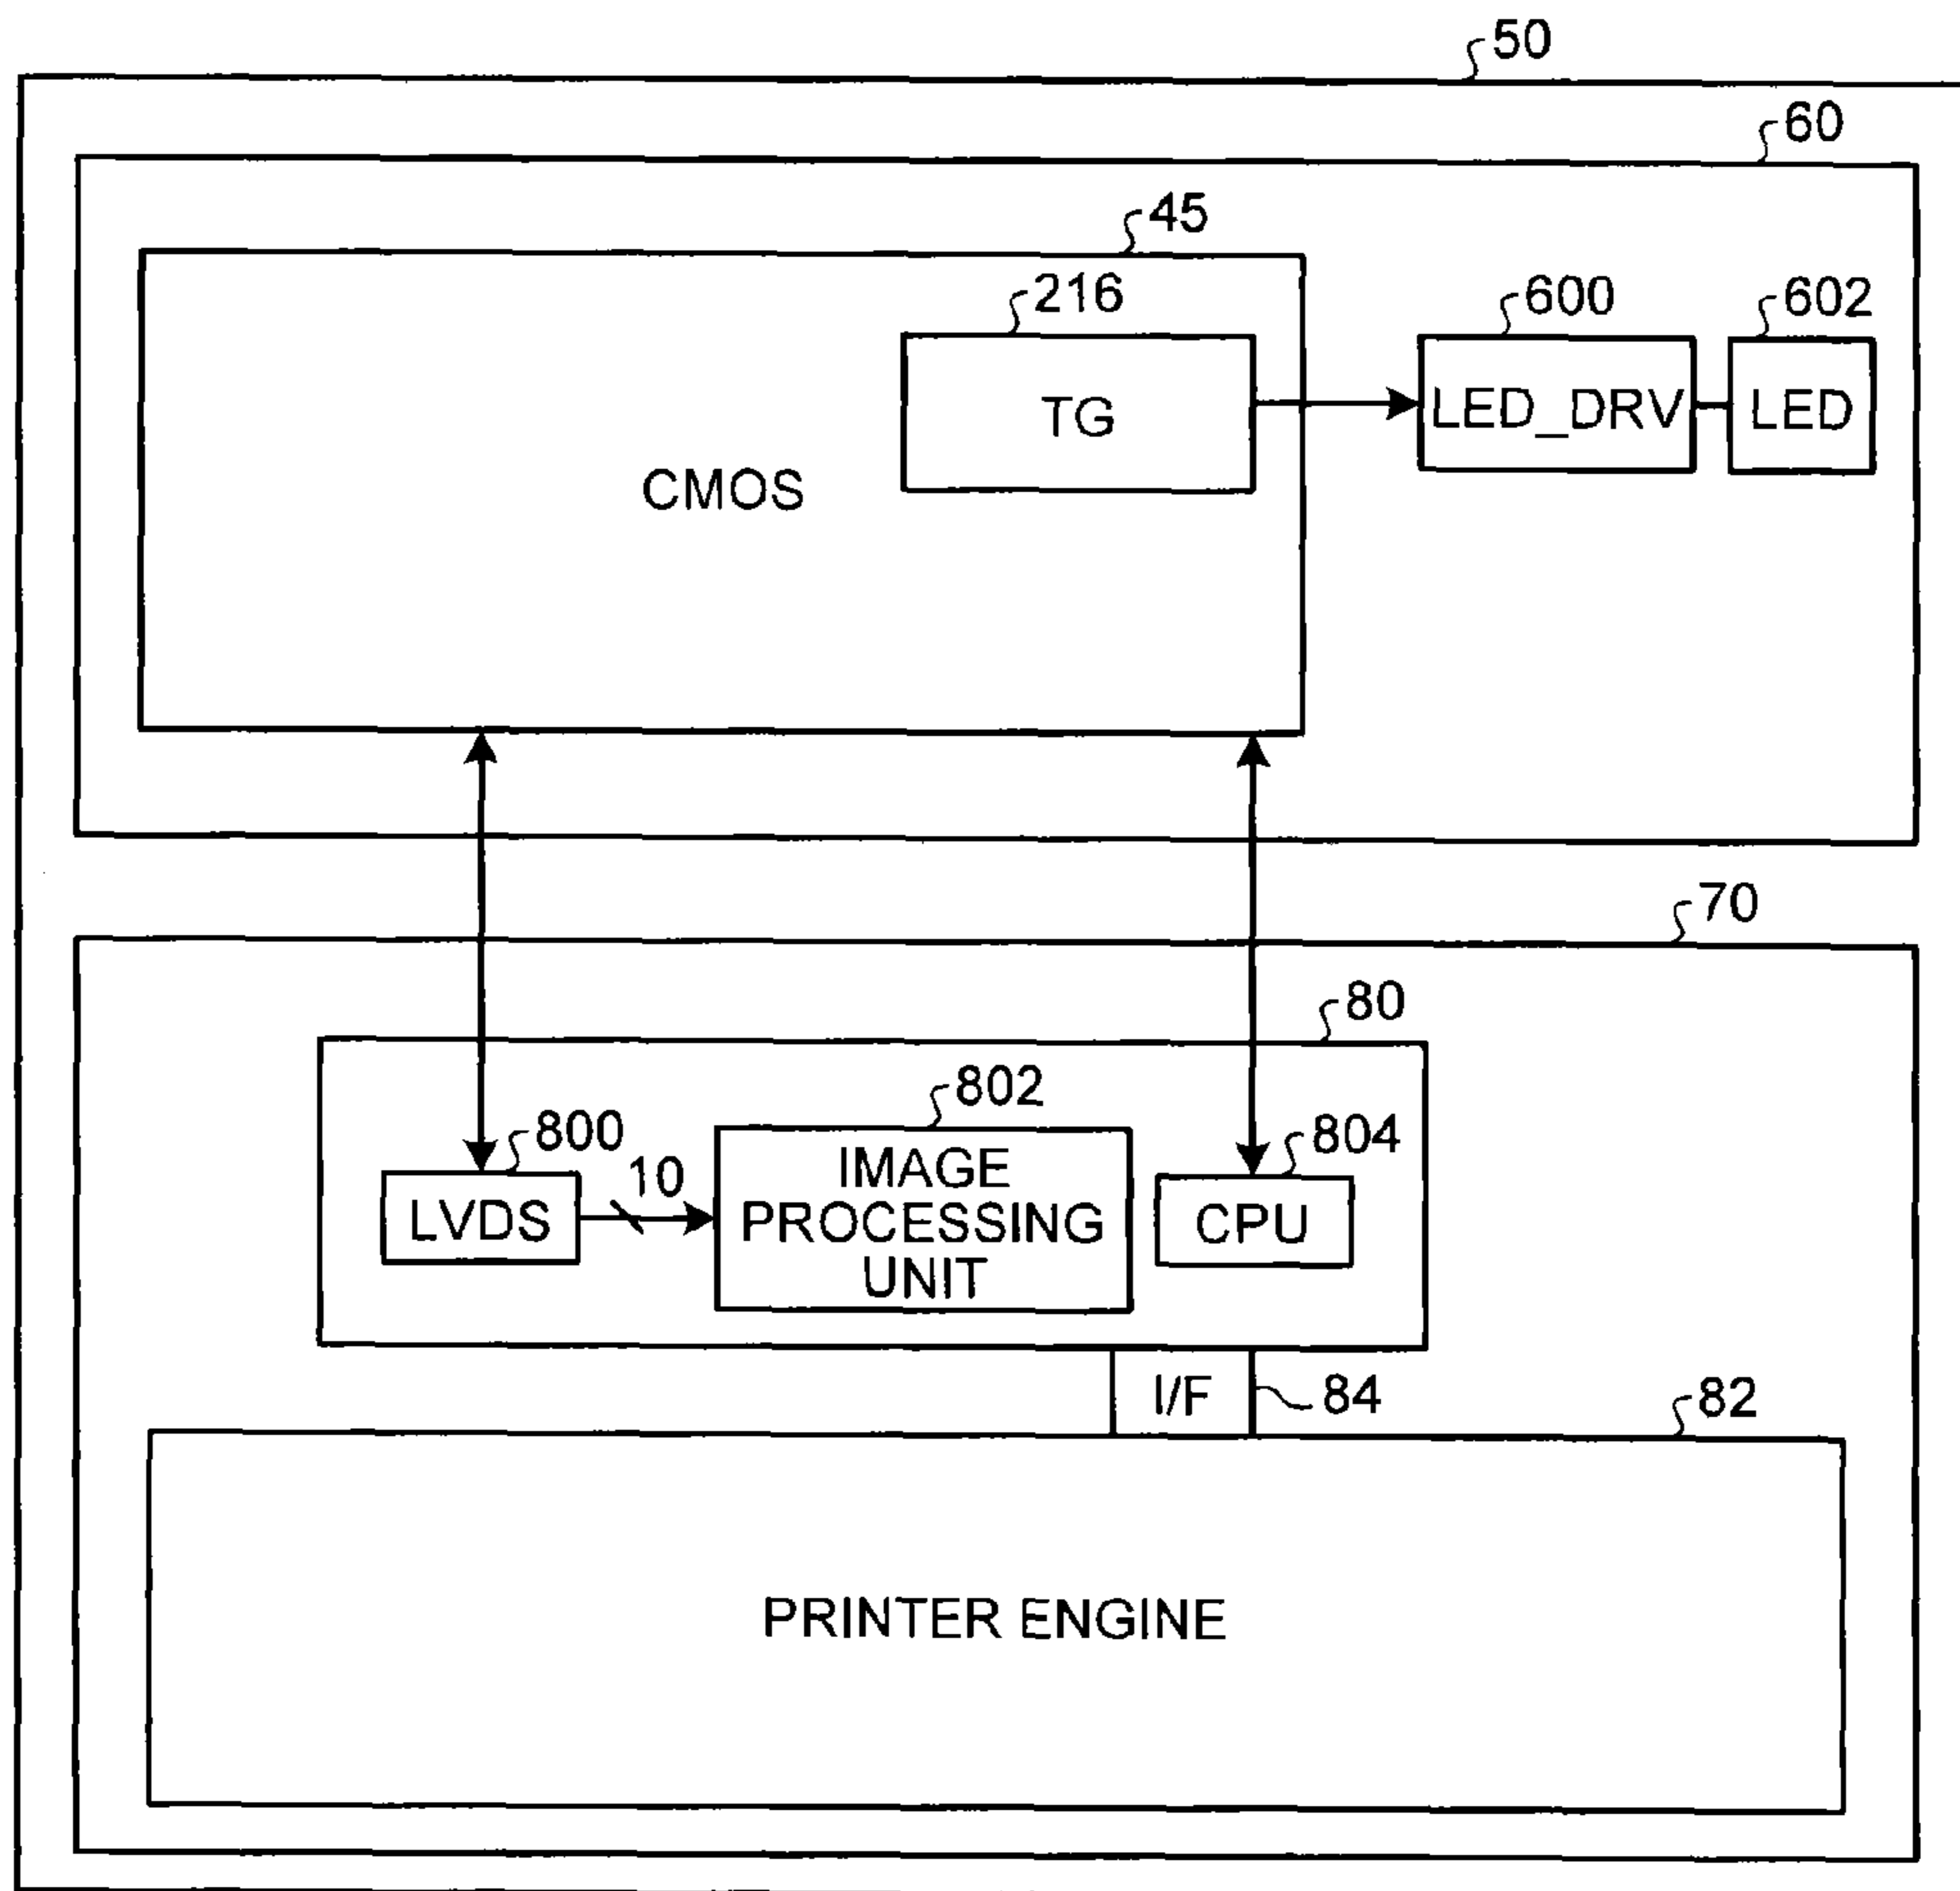 50
60
45
216
600
602
TG
LED_DRV
LED
CMOS
70
80
802
800
804
10
IMAGE
PROCESSING
UNIT
LVDS
CPU
I/F
84
82
PRINTER ENGINE